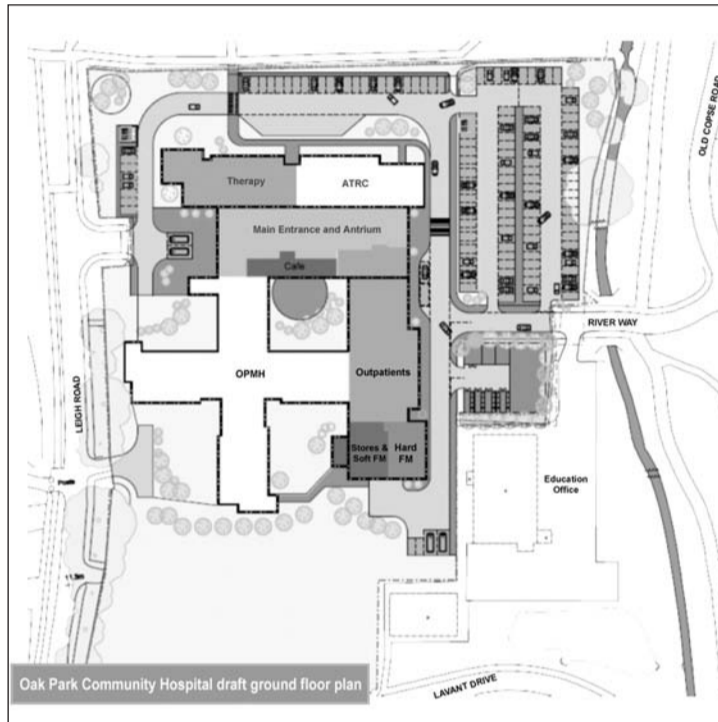 OLD COPSE ROAD
Therapy
ATRC
Main Entrance and Antrium
Cafe
RIVER WAY
LEIGH ROAD
OPMH
Outpatients
Stores &
Soft FM
Hard
FM
Education
Office
Oak Park Community Hospital draft ground floor plan
LAVANT DRIVE